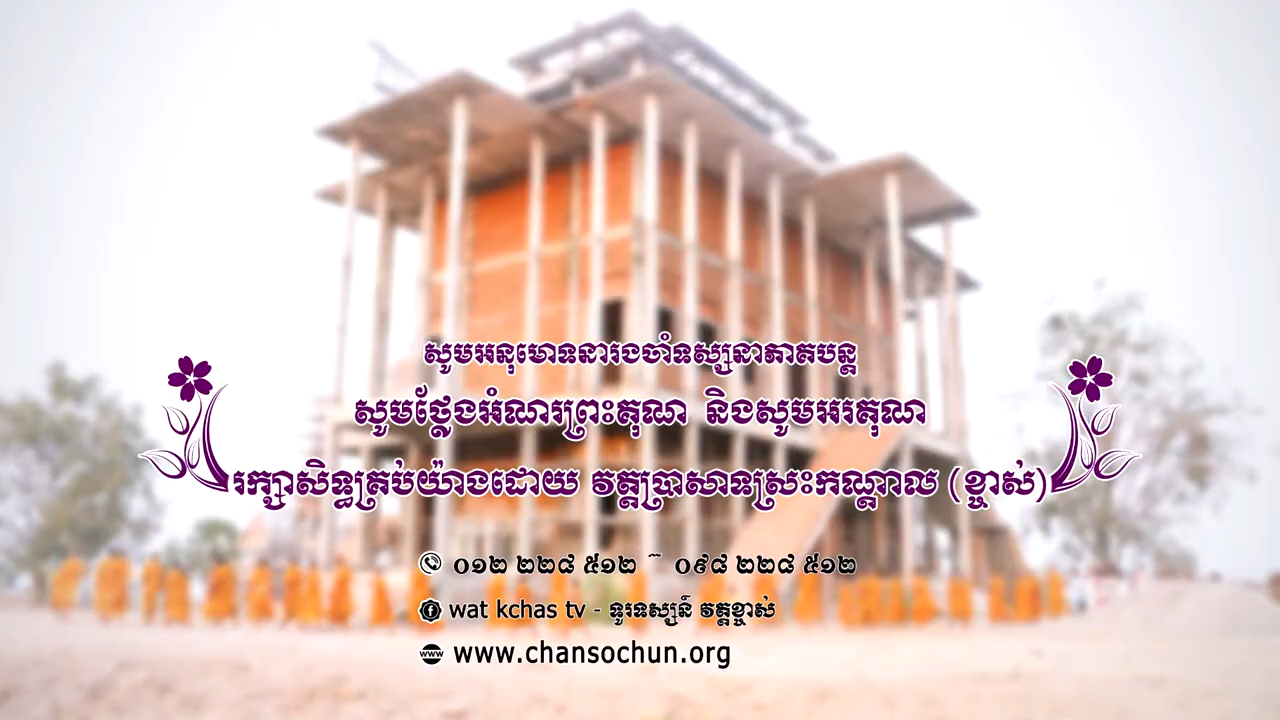 សូមអនុមោទនារងចាំទស្សនាភាគបន្ត
សូមថ្លែងអំណរព្រះគុណ និងសូមអរគុណ
រក្សាសិទ្ធគ្រប់យ៉ាងដោយ វត្តប្រាសាទស្រះកណ្តាល (ខ្ចាស់)
០១២ ២២៨ ៥១២ ~ ០៩៨ ២២៨ ៥១២
wat kchas tv - ទូរទស្សន៍ វត្តខ្ចាស់
www.chansochun.org